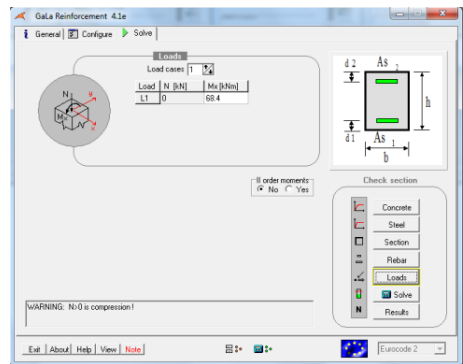 GaLa Reinforcement 4.1e
General Configure Solve
Loads
Load cases 1
Load N [kN] Mx [kNm]
L1 0 68.4
N
Mx
x
II order moments
No Yes
d 2 As 2
h
d 1 As 1
b
Check section
Concrete
Steel
Section
Rebar
Loads
Solve
N Results
WARNING: N>0 is compression !
Exit About Help View Note Eurocode 2